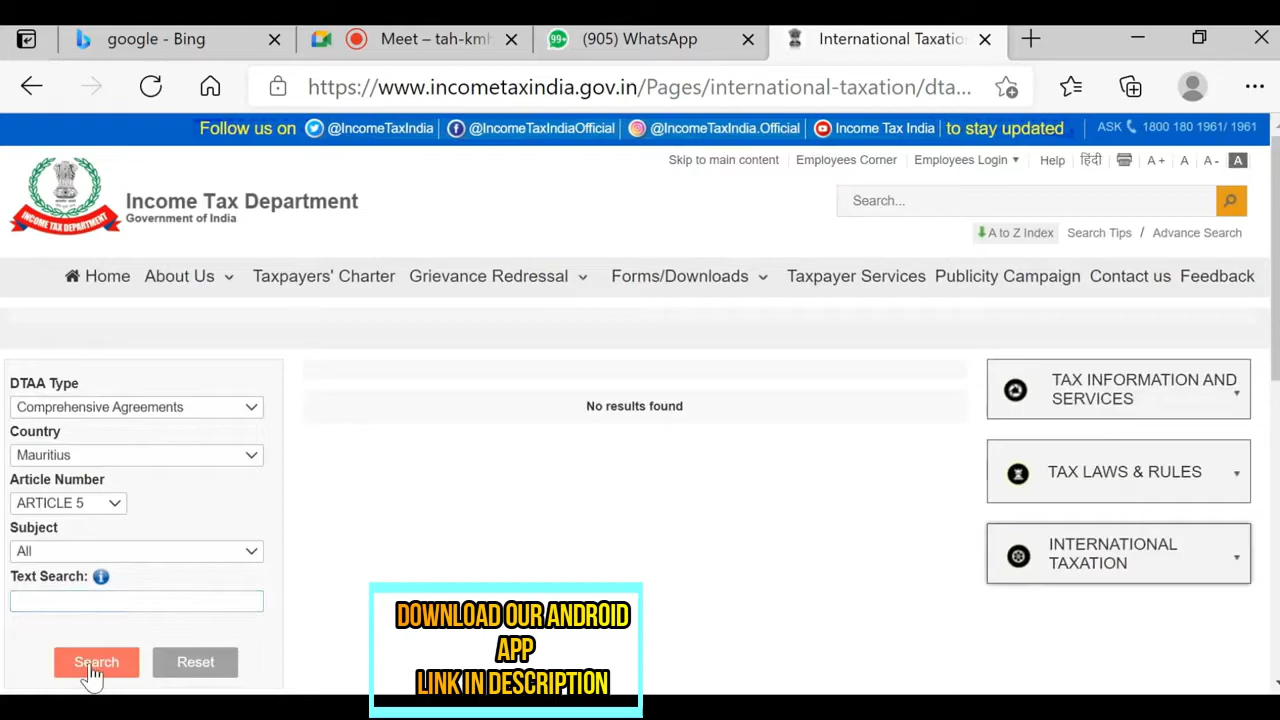 google - Bing
Meet – tah-kmh
99+
(905) WhatsApp
International Taxatio
https://www.incometaxindia.gov.in/Pages/international-taxation/dta...
Follow us on @IncomeTaxIndia @IncomeTaxIndiaOfficial @IncomeTaxIndia.Official Income Tax India to stay updated
ASK 1800 180 1961/ 1961
Skip to main content Employees Corner Employees Login Help हिंदी A + A A - A
INCOME TAX DEPARTMENT
Income Tax Department
Government of India
Search...
A to Z Index Search Tips / Advance Search
Home About Us Taxpayers' Charter Grievance Redressal Forms/Downloads Taxpayer Services Publicity Campaign Contact us Feedback
DTAA Type
Comprehensive Agreements
Country
Mauritius
Article Number
ARTICLE 5
Subject
All
Text Search:
Search Reset
No results found
TAX INFORMATION AND
SERVICES
TAX LAWS & RULES
INTERNATIONAL
TAXATION
DOWNLOAD OUR ANDROID
APP
LINK IN DESCRIPTION